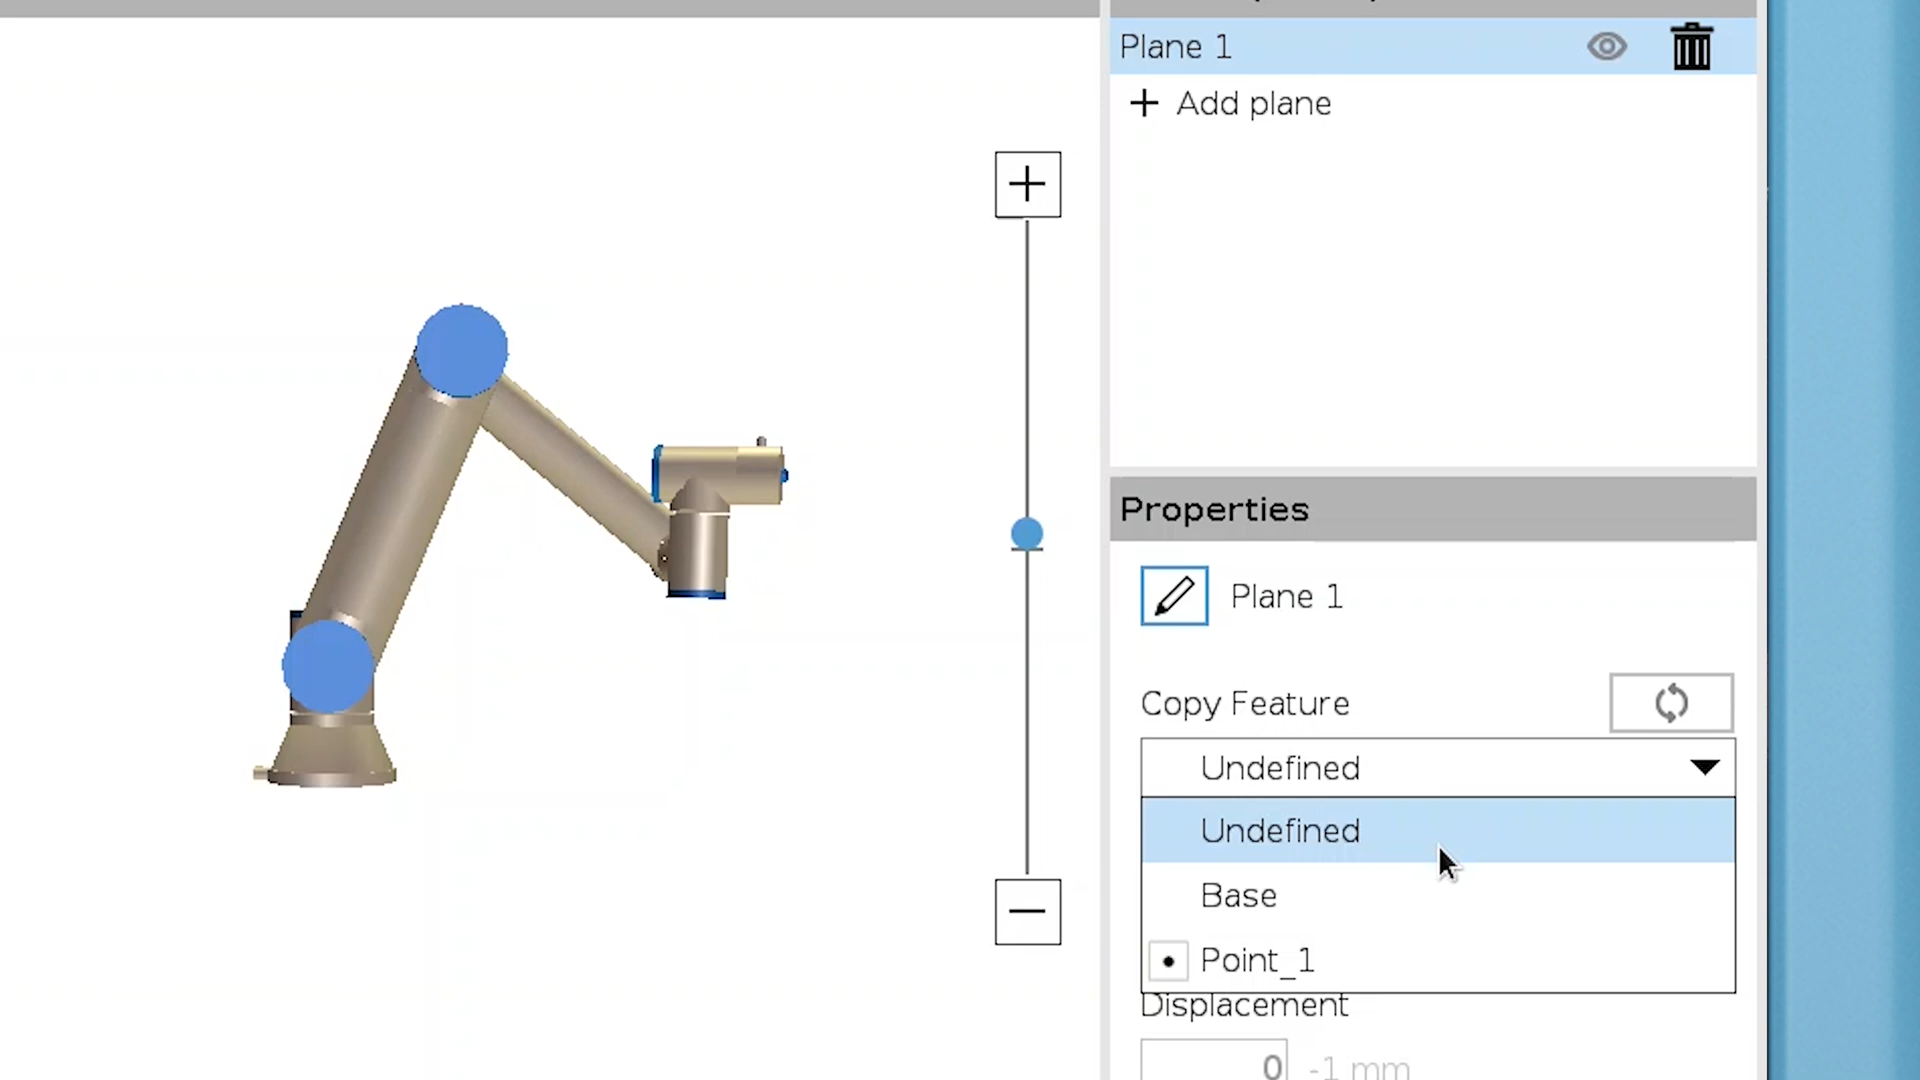 Plane 1
+ Add plane
Properties
Plane 1
Copy Feature
Undefined
Undefined
Base
Point_1
Displacement
0 -1 mm